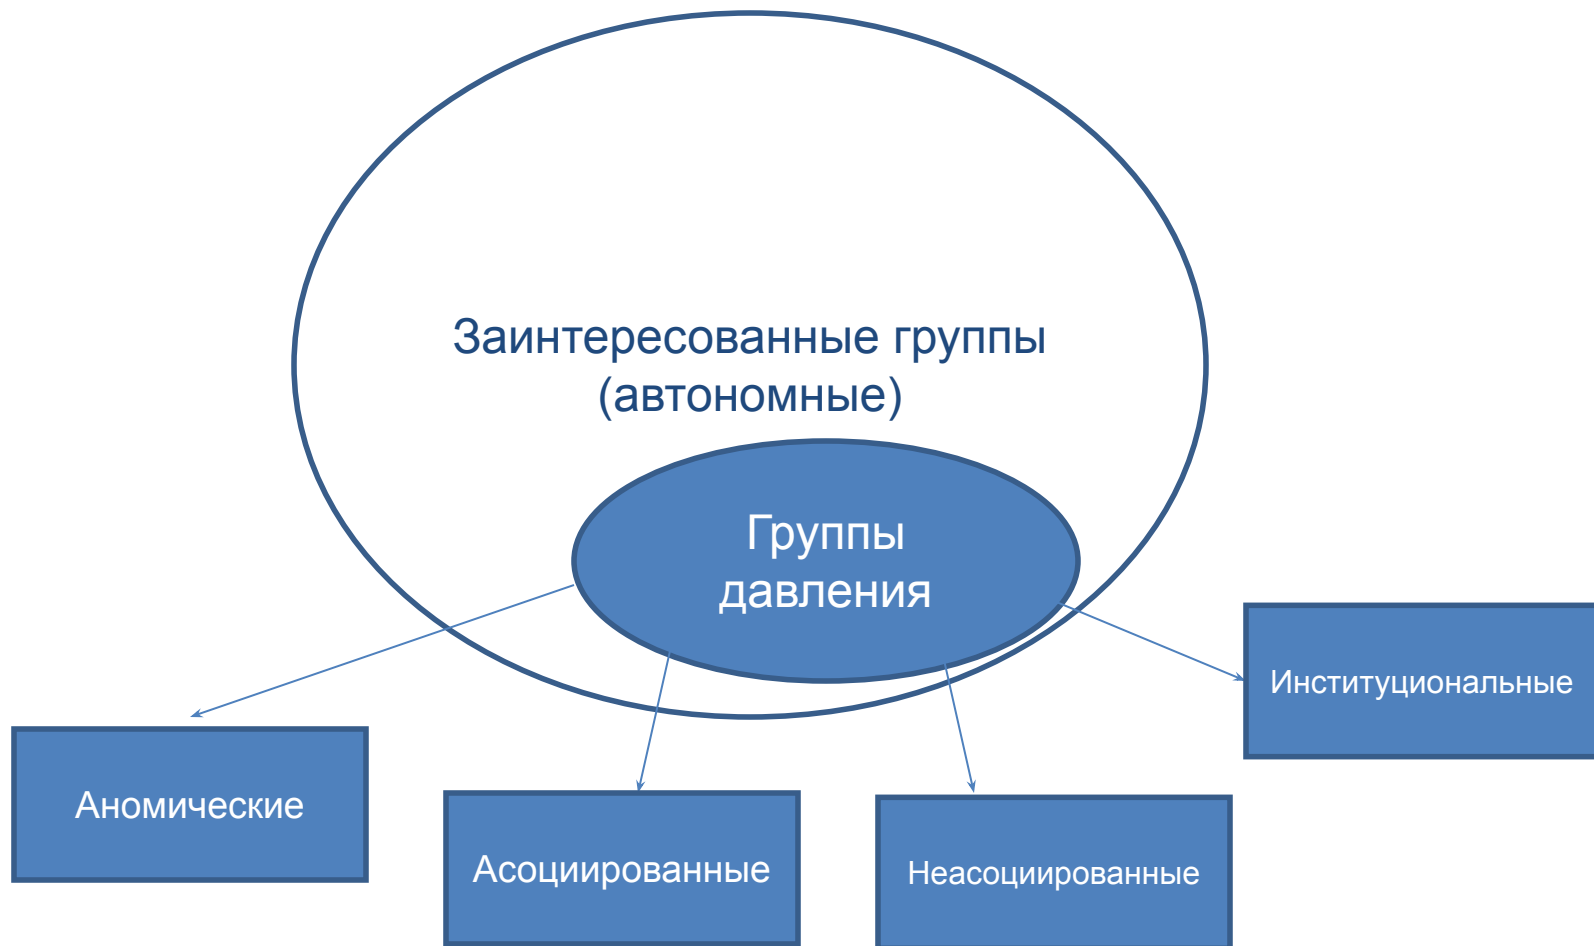 Заинтересованные группы
(автономные)
Группы
давления
Институциональные
Аномические
Асоциированные
Неасоциированные